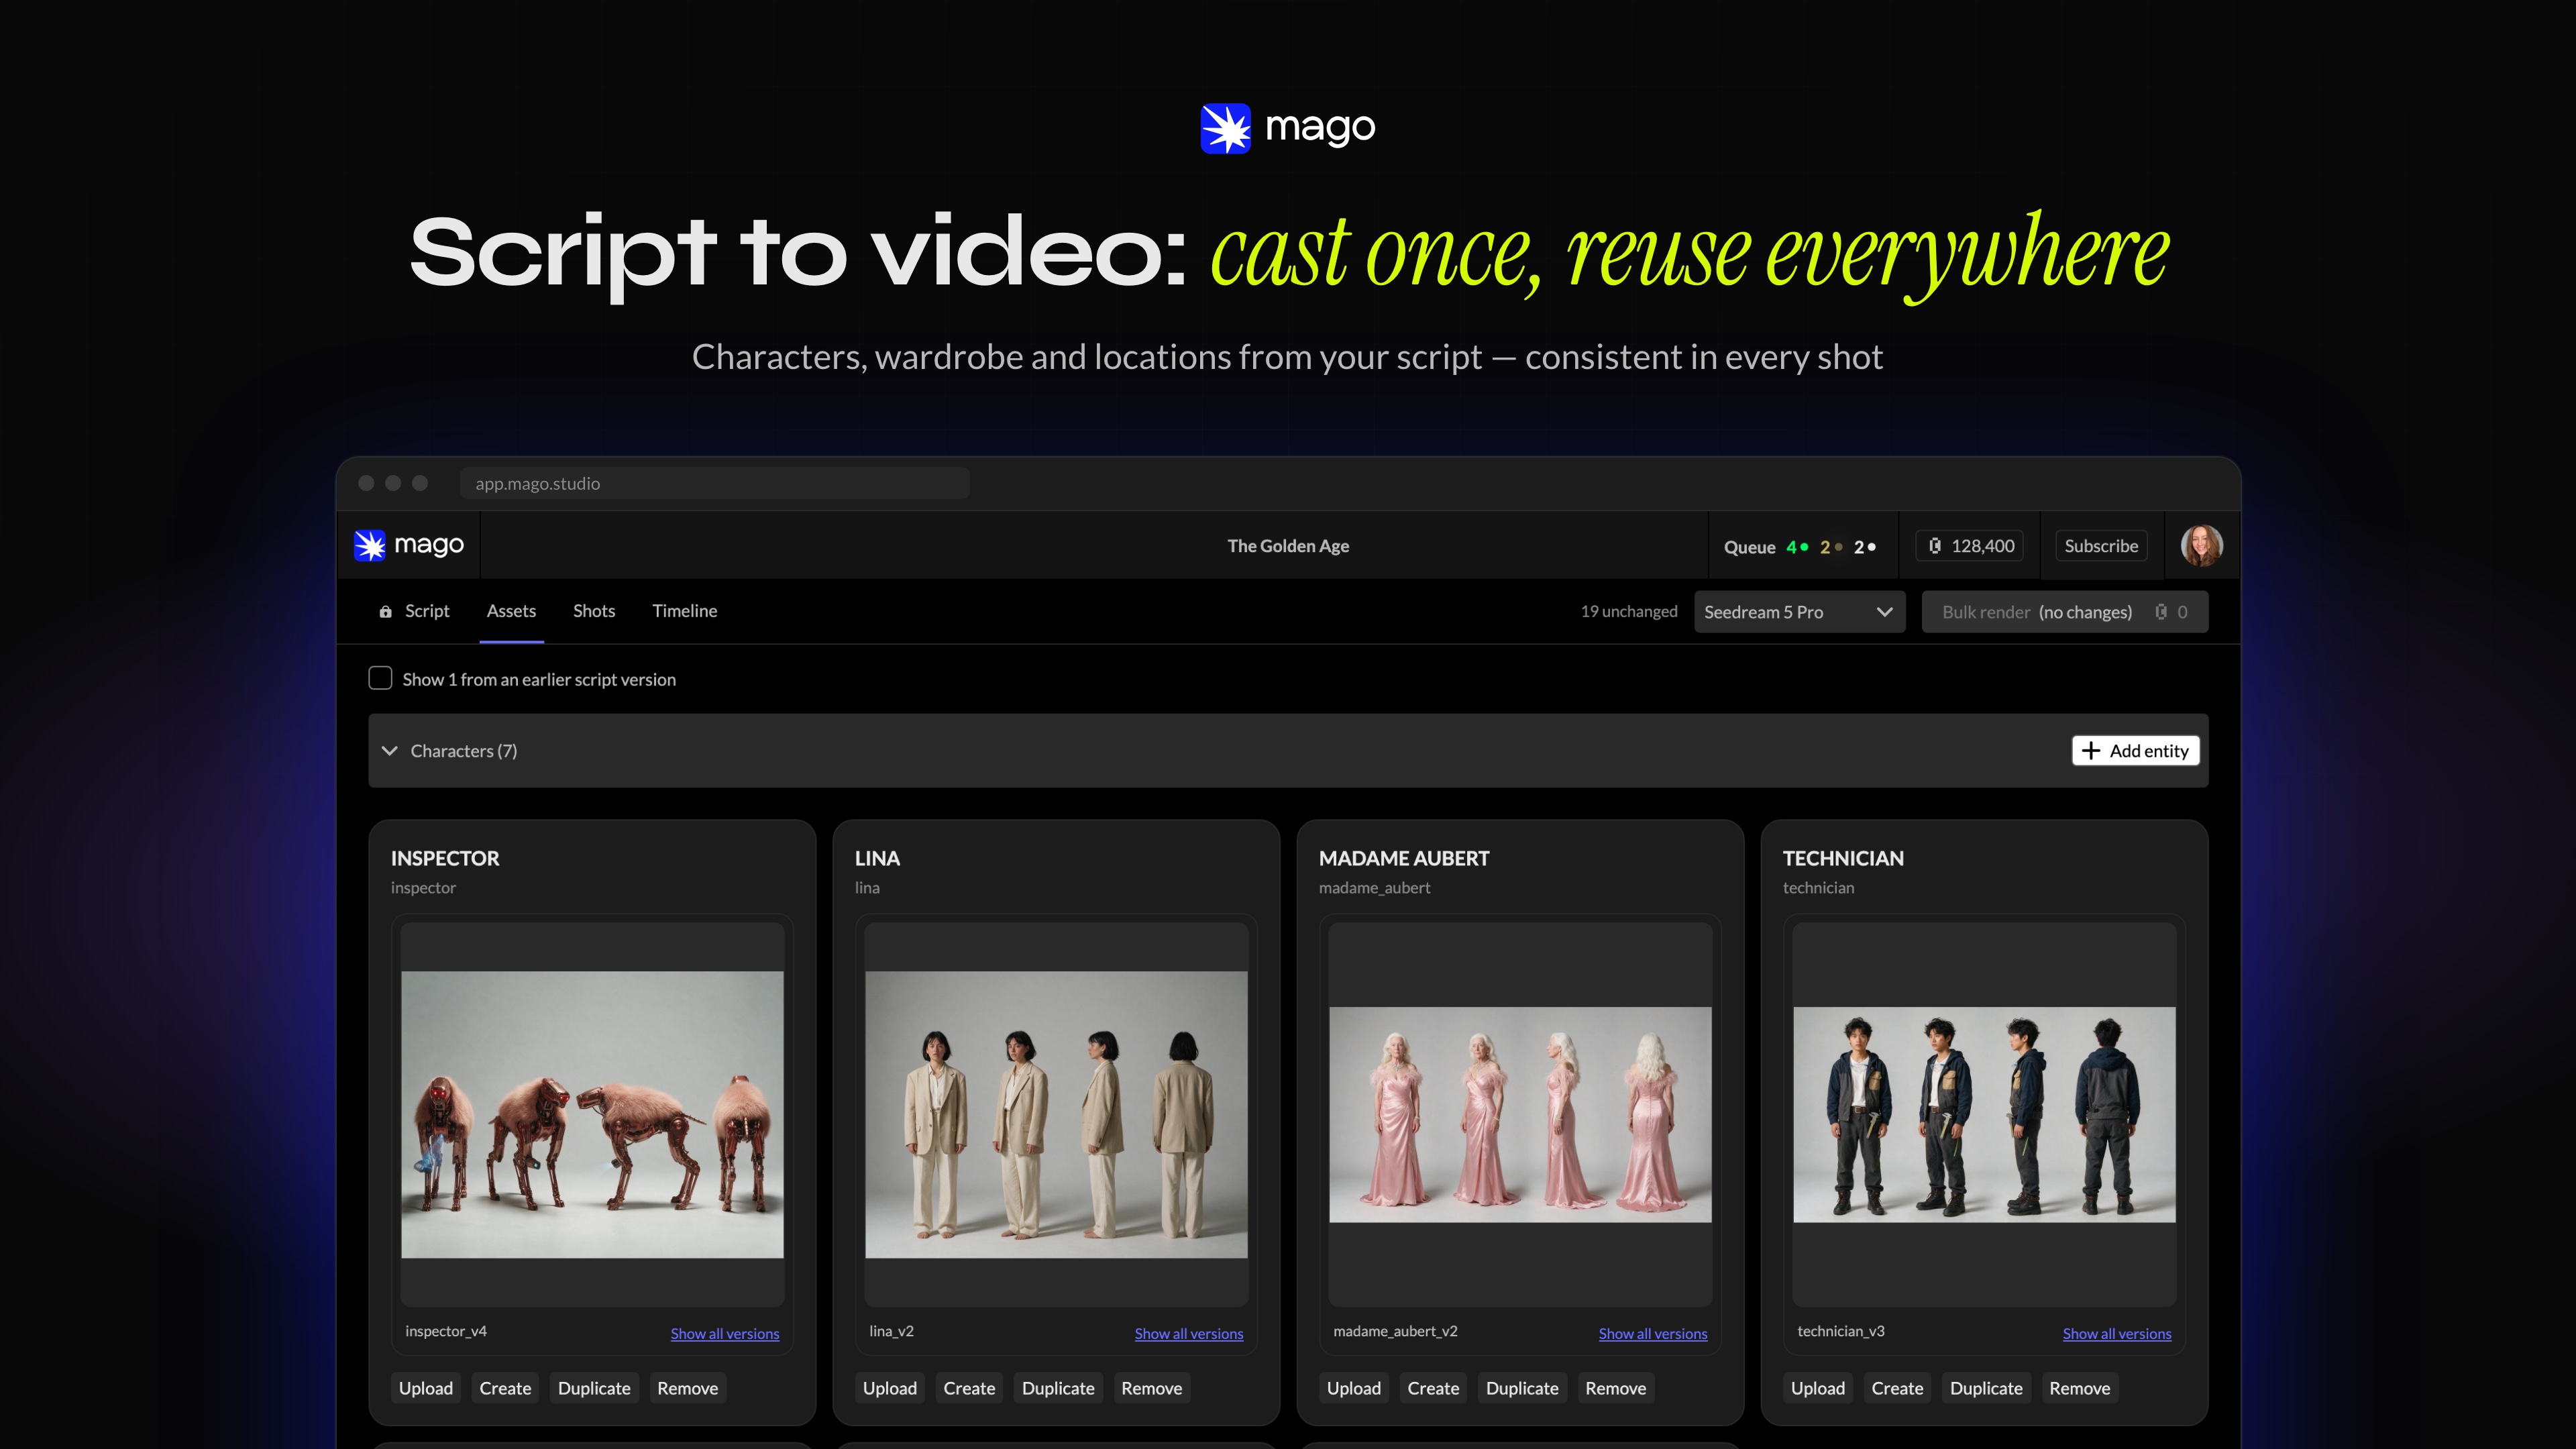 mago
Script to video: cast once, reuse everywhere
Characters, wardrobe and locations from your script — consistent in every shot
app.mago.studio
mago
The Golden Age
Queue 4 2 2
128,400
Subscribe
Script Assets Shots Timeline
19 unchanged
Seedream 5 Pro
Bulk render (no changes) 0
Show 1 from an earlier script version
Characters (7)
+ Add entity
INSPECTOR
inspector
inspector_v4 Show all versions
Upload Create Duplicate Remove
LINA
lina
lina_v2 Show all versions
Upload Create Duplicate Remove
MADAME AUBERT
madame_aubert
madame_aubert_v2 Show all versions
Upload Create Duplicate Remove
TECHNICIAN
technician
technician_v3 Show all versions
Upload Create Duplicate Remove